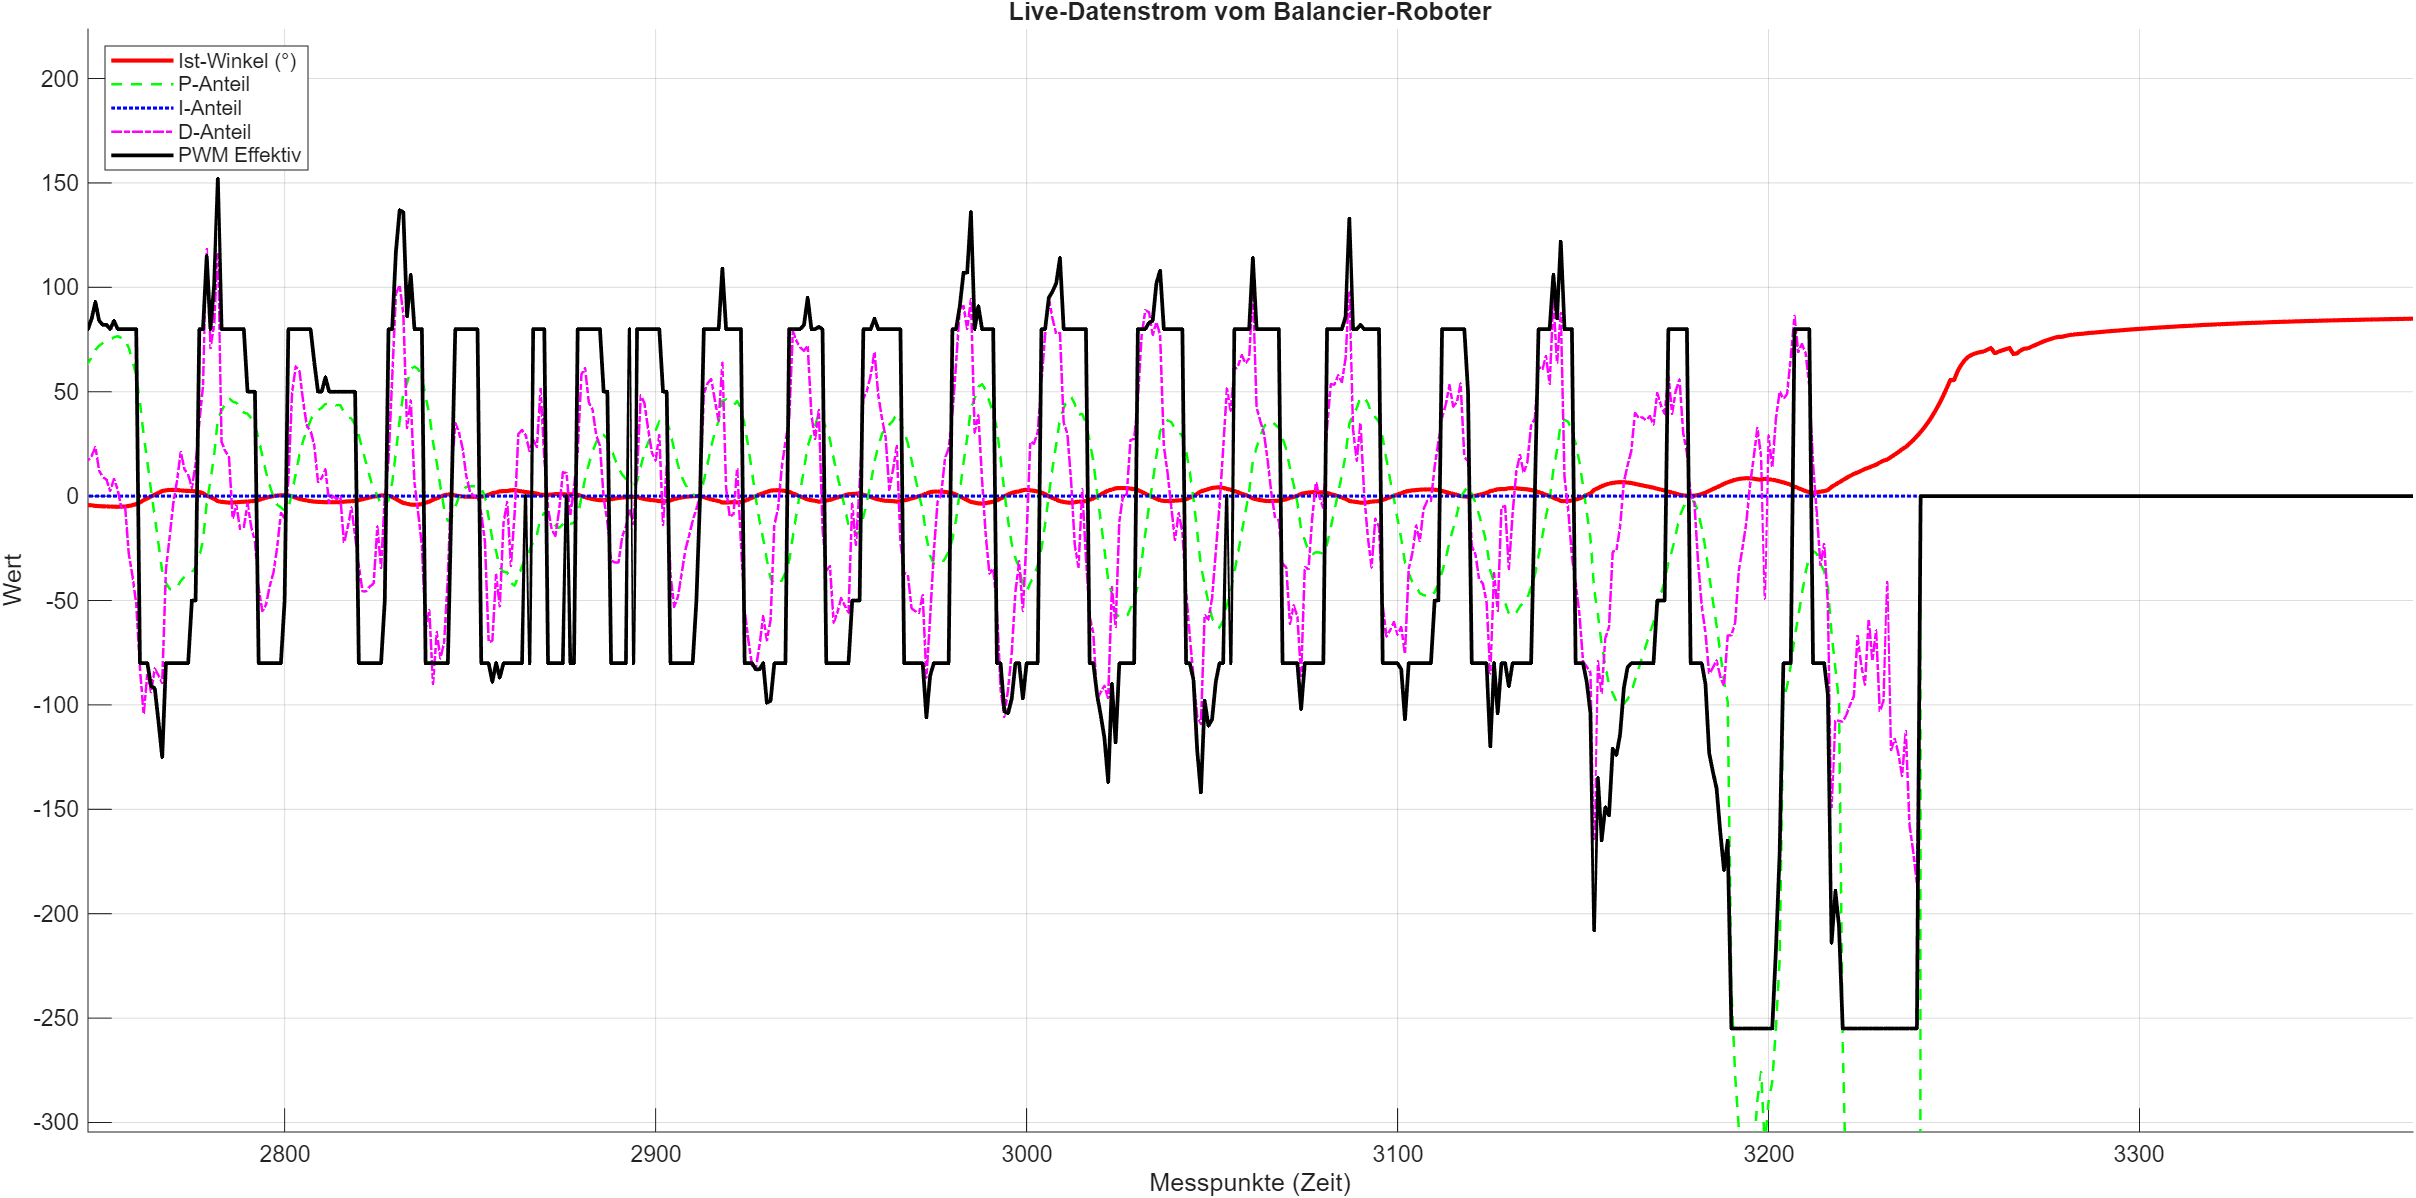 Live-Datenstrom vom Balancier-Roboter
Ist-Winkel (°)
P-Anteil
I-Anteil
D-Anteil
PWM Effektiv
200
150
100
50
0
-50
-100
-150
-200
-250
-300
Wert
2800 2900 3000 3100 3200 3300
Messpunkte (Zeit)